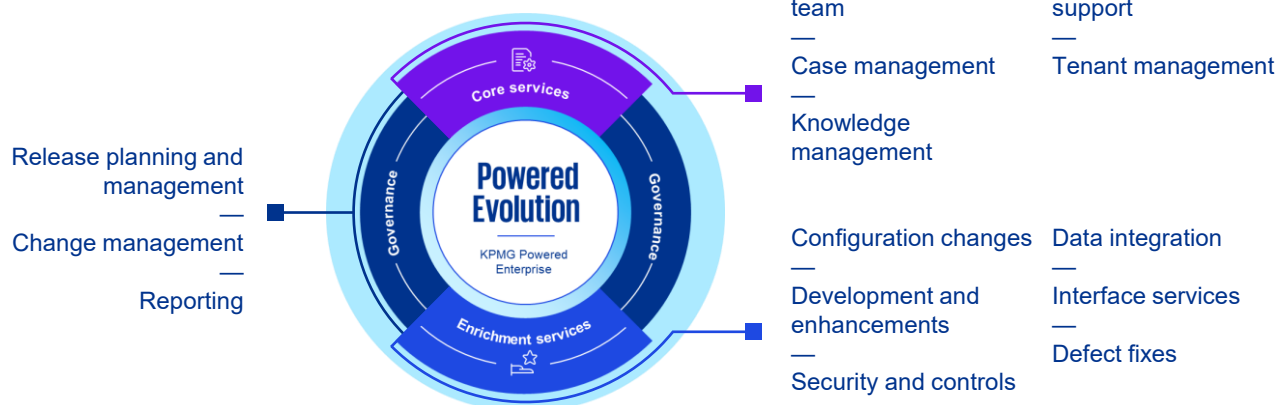 team
—
Case management
—
Knowledge
management
support
—
Tenant management
Core services
Governance
Powered
Evolution
KPMG Powered
Enterprise
Governance
Enrichment services
Release planning and
management
—
Change management
—
Reporting
Configuration changes
—
Development and
enhancements
—
Security and controls
Data integration
—
Interface services
—
Defect fixes